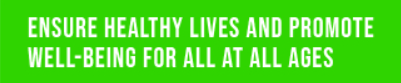 ENSURE HEALTHY LIVES AND PROMOTE
WELL-BEING FOR ALL AT ALL AGES